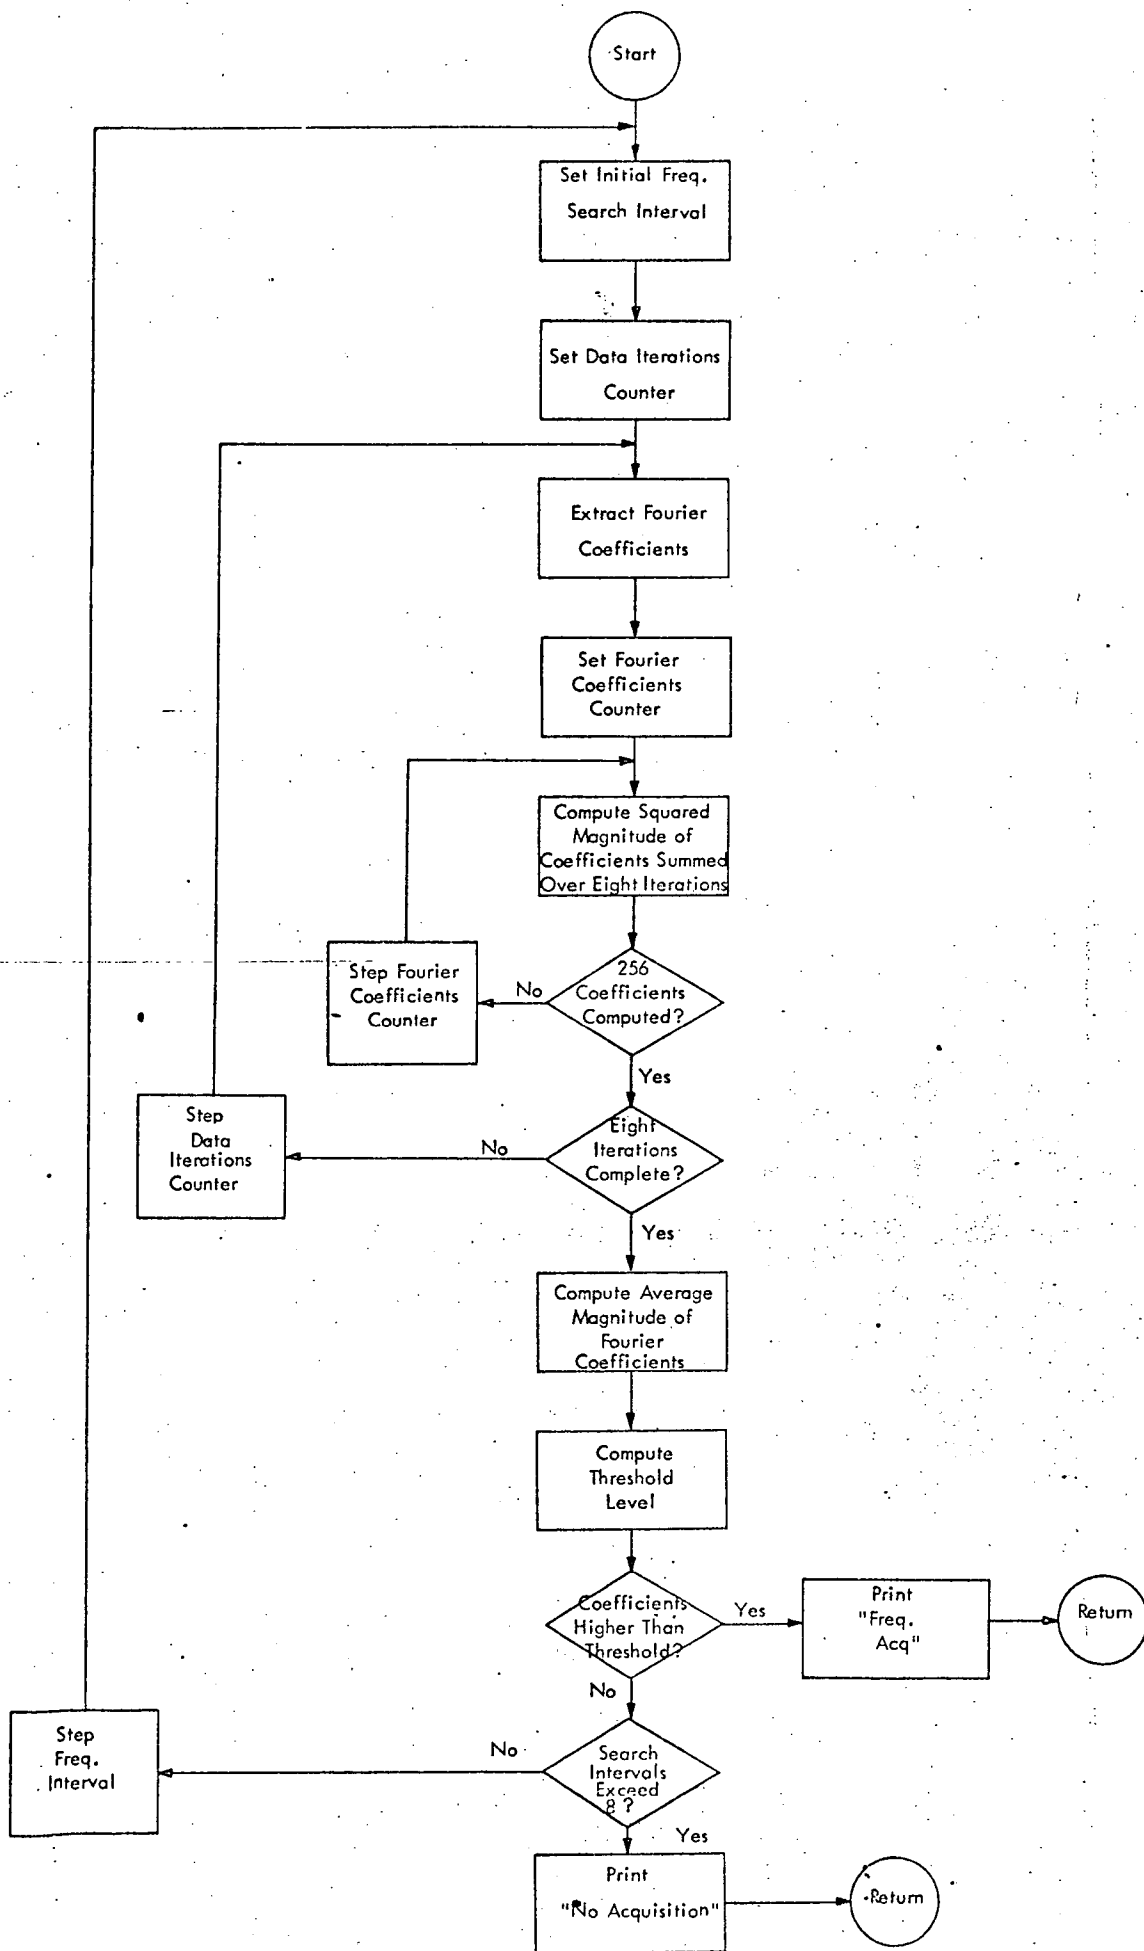 Start
Set Initial Freq.
Search Interval
Set Data Iterations
Counter
Extract Fourier
Coefficients
Set Fourier
Coefficients
Counter
Compute Squared
Magnitude of
Coefficients Summed
Over Eight Iterations
256
Coefficients
Computed?
No
Step Fourier
Coefficients
Counter
Yes
Eight
Iterations
Complete?
No
Step
Data
Iterations
Counter
Yes
Compute Average
Magnitude of
Fourier
Coefficients
Compute
Threshold
Level
Coefficients
Higher Than
Threshold?
Yes
Print
"Freq.
Acq"
Return
No
Search
Intervals
Exceed
8?
No
Step
Freq.
Interval
Yes
Print
"No Acquisition"
Return